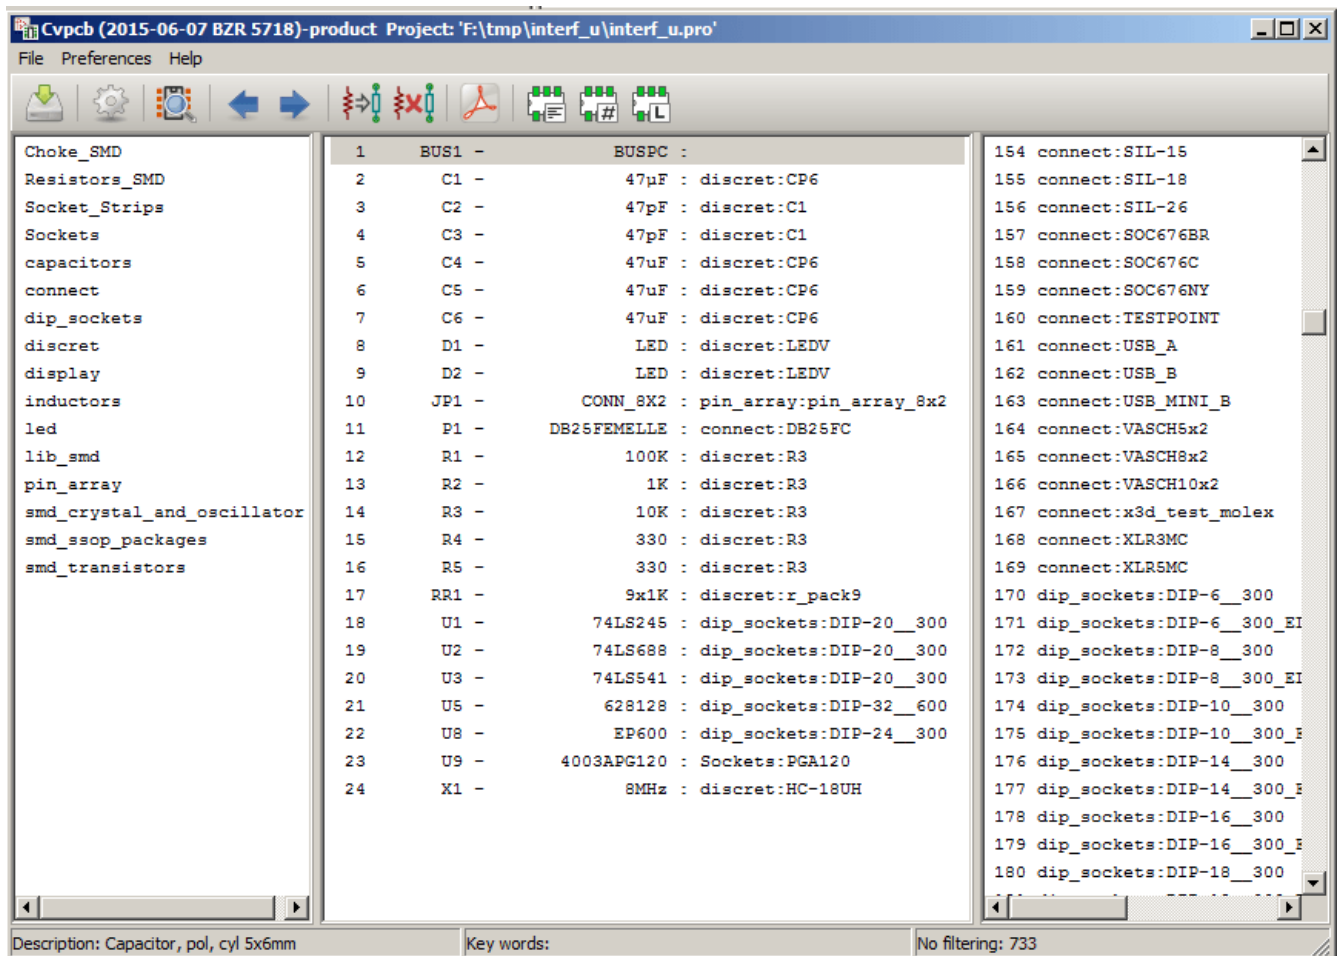 Cvpcb (2015-06-07 BZR 5718)-product Project: 'F:\tmp\interf_u\interf_u.pro'
File Preferences Help
Choke_SMD
Resistors_SMD
Socket_Strips
Sockets
capacitors
connect
dip_sockets
discret
display
inductors
led
lib_smd
pin_array
smd_crystal_and_oscillator
smd_ssop_packages
smd_transistors
1 BUS1 - BUSPC :
2 C1 - 47µF : discret:CP6
3 C2 - 47pF : discret:C1
4 C3 - 47pF : discret:C1
5 C4 - 47uF : discret:CP6
6 C5 - 47uF : discret:CP6
7 C6 - 47uF : discret:CP6
8 D1 - LED : discret:LEDV
9 D2 - LED : discret:LEDV
10 JP1 - CONN_8X2 : pin_array:pin_array_8x2
11 P1 - DB25FEMELLE : connect:DB25FC
12 R1 - 100K : discret:R3
13 R2 - 1K : discret:R3
14 R3 - 10K : discret:R3
15 R4 - 330 : discret:R3
16 R5 - 330 : discret:R3
17 RR1 - 9x1K : discret:r_pack9
18 U1 - 74LS245 : dip_sockets:DIP-20__300
19 U2 - 74LS688 : dip_sockets:DIP-20__300
20 U3 - 74LS541 : dip_sockets:DIP-20__300
21 U5 - 628128 : dip_sockets:DIP-32__600
22 U8 - EP600 : dip_sockets:DIP-24__300
23 U9 - 4003APG120 : Sockets:PGA120
24 X1 - 8MHz : discret:HC-18UH
154 connect:SIL-15
155 connect:SIL-18
156 connect:SIL-26
157 connect:SOC676BR
158 connect:SOC676C
159 connect:SOC676NY
160 connect:TESTPOINT
161 connect:USB_A
162 connect:USB_B
163 connect:USB_MINI_B
164 connect:VASCH5x2
165 connect:VASCH8x2
166 connect:VASCH10x2
167 connect:x3d_test_molex
168 connect:XLR3MC
169 connect:XLR5MC
170 dip_sockets:DIP-6__300
171 dip_sockets:DIP-6__300_
172 dip_sockets:DIP-8__300
173 dip_sockets:DIP-8__300_
174 dip_sockets:DIP-10__300
175 dip_sockets:DIP-10__300_
176 dip_sockets:DIP-14__300
177 dip_sockets:DIP-14__300_
178 dip_sockets:DIP-16__300
179 dip_sockets:DIP-16__300_
180 dip_sockets:DIP-18__300
Description: Capacitor, pol, cyl 5x6mm
Key words:
No filtering: 733